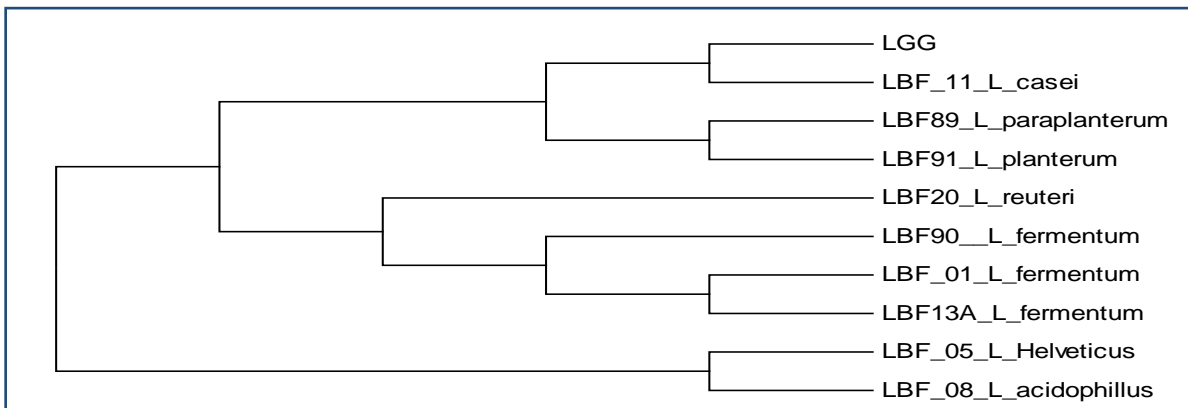 LGG
LBF_11_L_casei
LBF89_L_paraplanterum
LBF91_L_planterum
LBF20_L_reuteri
LBF90__L_fermentum
LBF_01_L_fermentum
LBF13A_L_fermentum
LBF_05_L_Helveticus
LBF_08_L_acidophillus